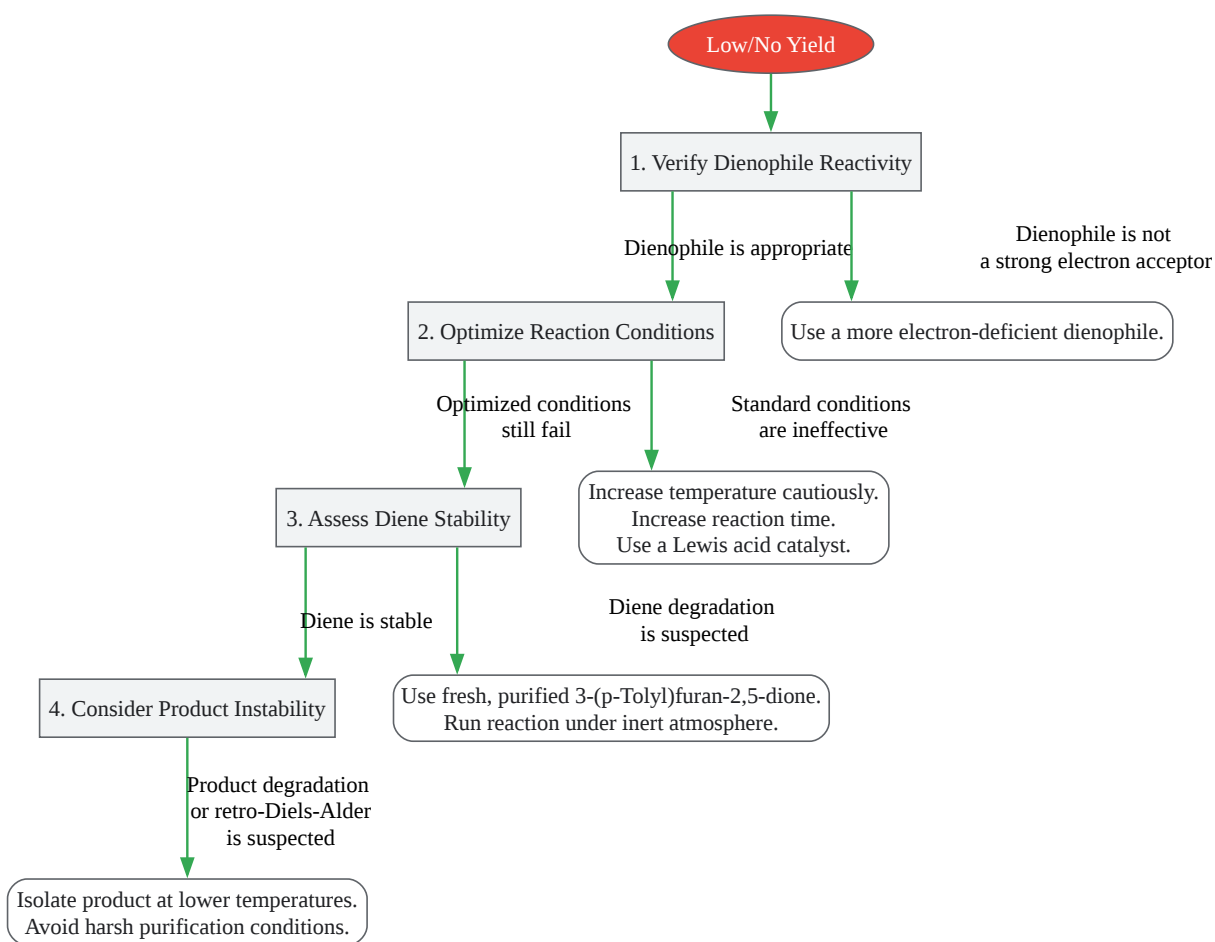 Low/No Yield
1. Verify Dienophile Reactivity
Dienophile is appropriate
Dienophile is not
a strong electron acceptor
2. Optimize Reaction Conditions
Use a more electron-deficient dienophile.
Optimized conditions
still fail
Standard conditions
are ineffective
3. Assess Diene Stability
Increase temperature cautiously.
Increase reaction time.
Use a Lewis acid catalyst.
Diene is stable
Diene degradation
is suspected
4. Consider Product Instability
Use fresh, purified 3-(p-Tolyl)furan-2,5-dione.
Run reaction under inert atmosphere.
Product degradation
or retro-Diels-Alder
is suspected
Isolate product at lower temperatures.
Avoid harsh purification conditions.